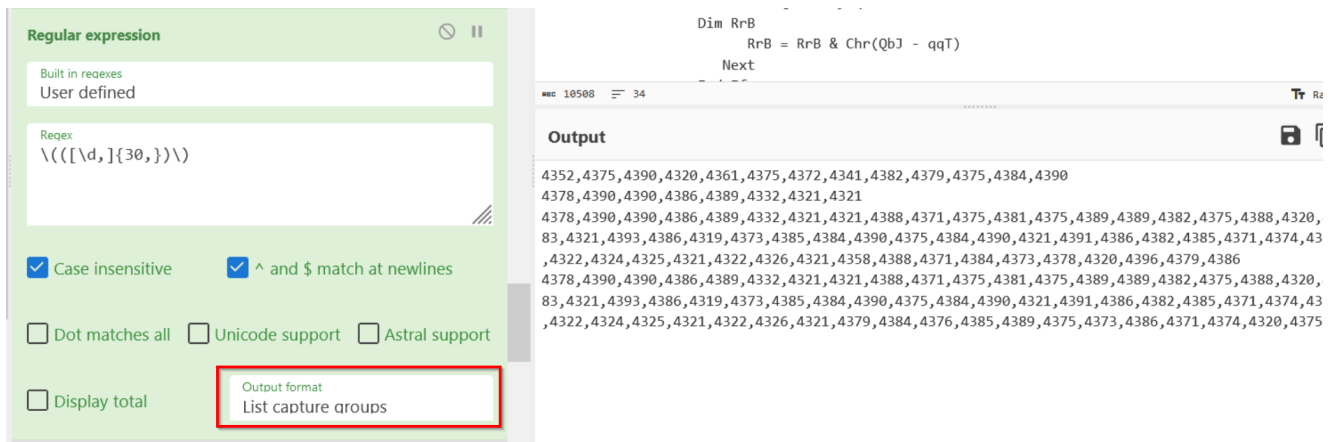 Regular expression
Built in regexes
User defined
Regex
\(([\d,]{30,})\)
Case insensitive
^ and $ match at newlines
Dot matches all
Unicode support
Astral support
Display total
Output format
List capture groups
Dim RrB
RrB = RrB & Chr(QbJ - qqT)
Next
REC 10508 34
Output
4352,4375,4390,4320,4361,4375,4372,4341,4382,4379,4375,4384,4390
4378,4390,4390,4386,4389,4332,4321,4321
4378,4390,4390,4386,4389,4332,4321,4321,4388,4371,4375,4381,4375,4389,4389,4382,4375,4388,4320,
83,4321,4393,4386,4319,4373,4385,4384,4390,4375,4384,4390,4321,4391,4386,4382,4385,4371,4374,43
,4322,4324,4325,4321,4322,4326,4321,4358,4388,4371,4384,4373,4378,4320,4396,4379,4386
4378,4390,4390,4386,4389,4332,4321,4321,4388,4371,4375,4381,4375,4389,4389,4382,4375,4388,4320,
83,4321,4393,4386,4319,4373,4385,4384,4390,4375,4384,4390,4321,4391,4386,4382,4385,4371,4374,43
,4322,4324,4325,4321,4322,4326,4321,4379,4384,4376,4385,4389,4375,4373,4386,4371,4374,4320,4375